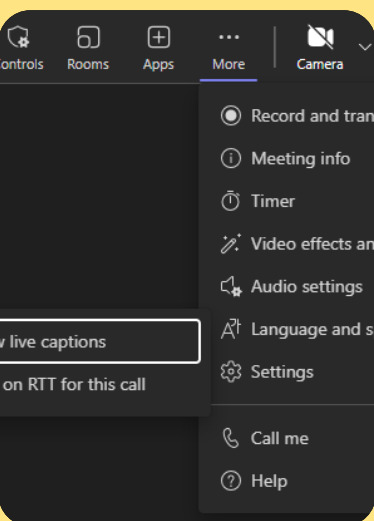 ontrols Rooms Apps More Camera
Record and tran
Meeting info
Timer
Video effects an
Audio settings
w live captions
Language and s
on RTT for this call
Settings
Call me
Help